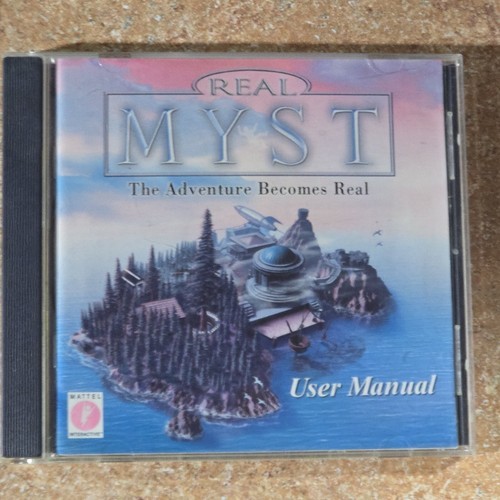 REAL
MYST
The Adventure Becomes Real
User Manual
MATTEL
INTERACTIVE